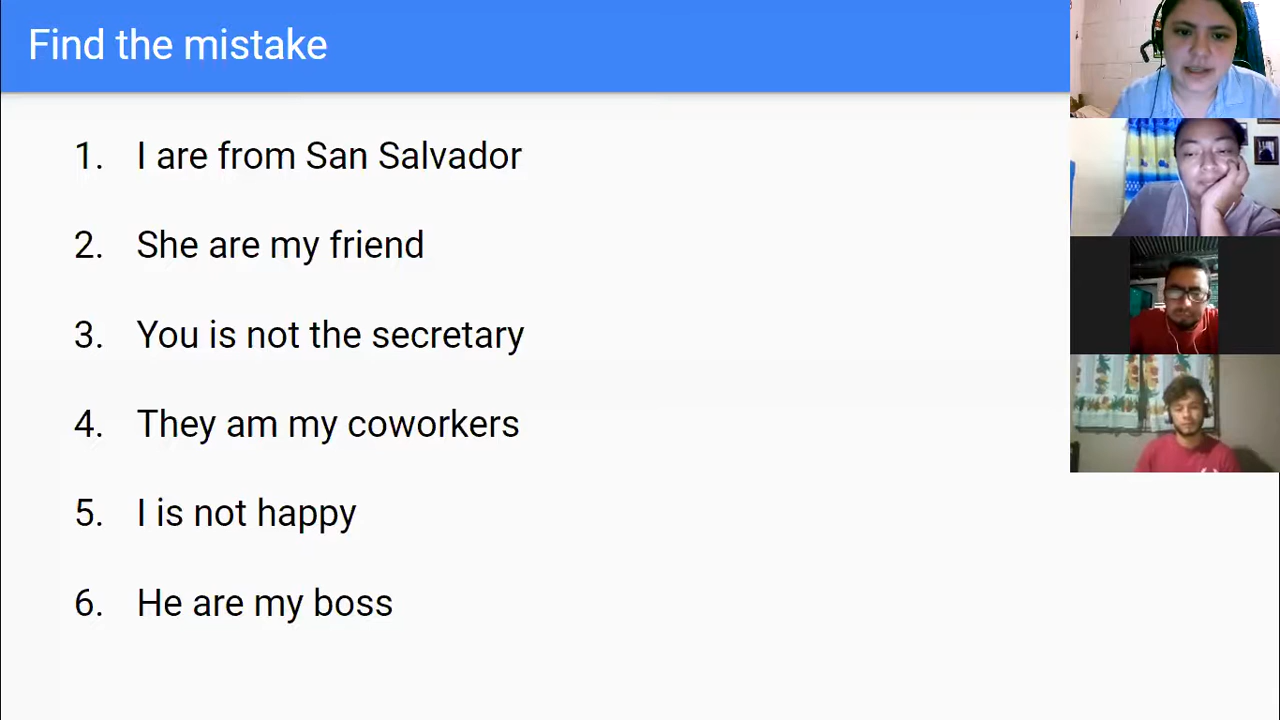 Find the mistake
1. I are from San Salvador
2. She are my friend
3. You is not the secretary
4. They am my coworkers
5. I is not happy
6. He are my boss